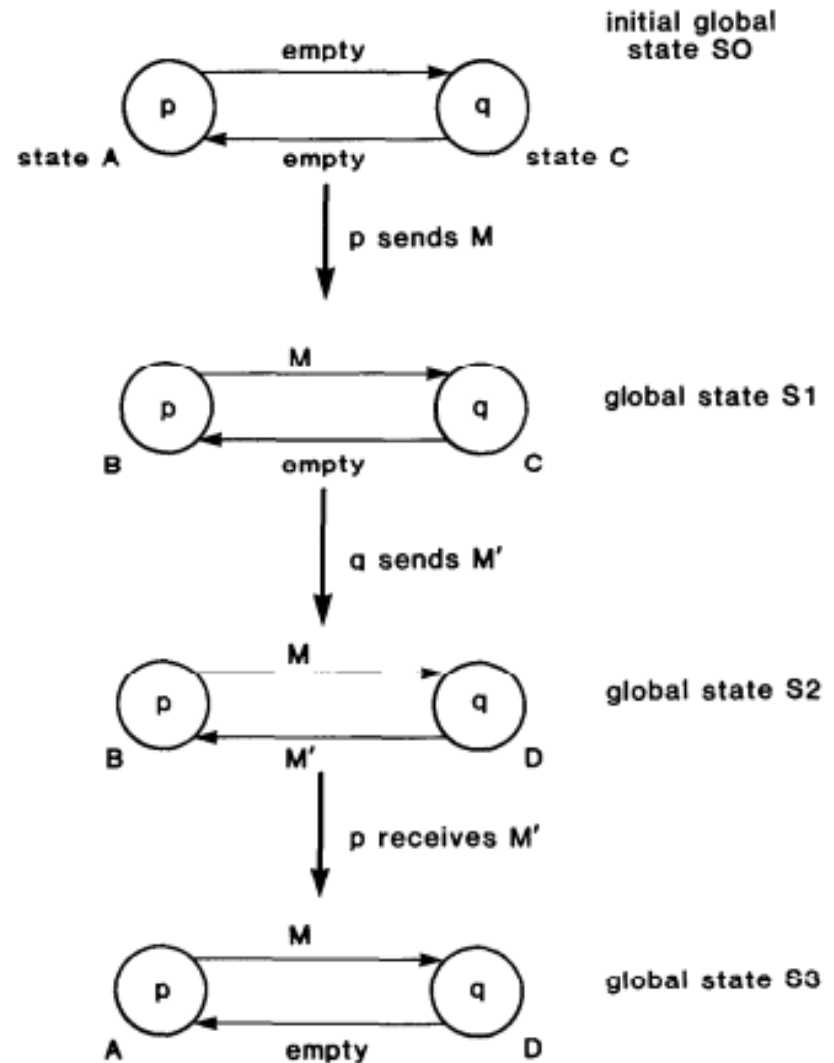 initial global
state SO
empty
p
q
state A
empty
state C
p sends M
M
p
q
global state S1
B
empty
C
q sends M'
M
p
q
global state S2
B
M'
D
p receives M'
M
p
q
global state S3
A
empty
D